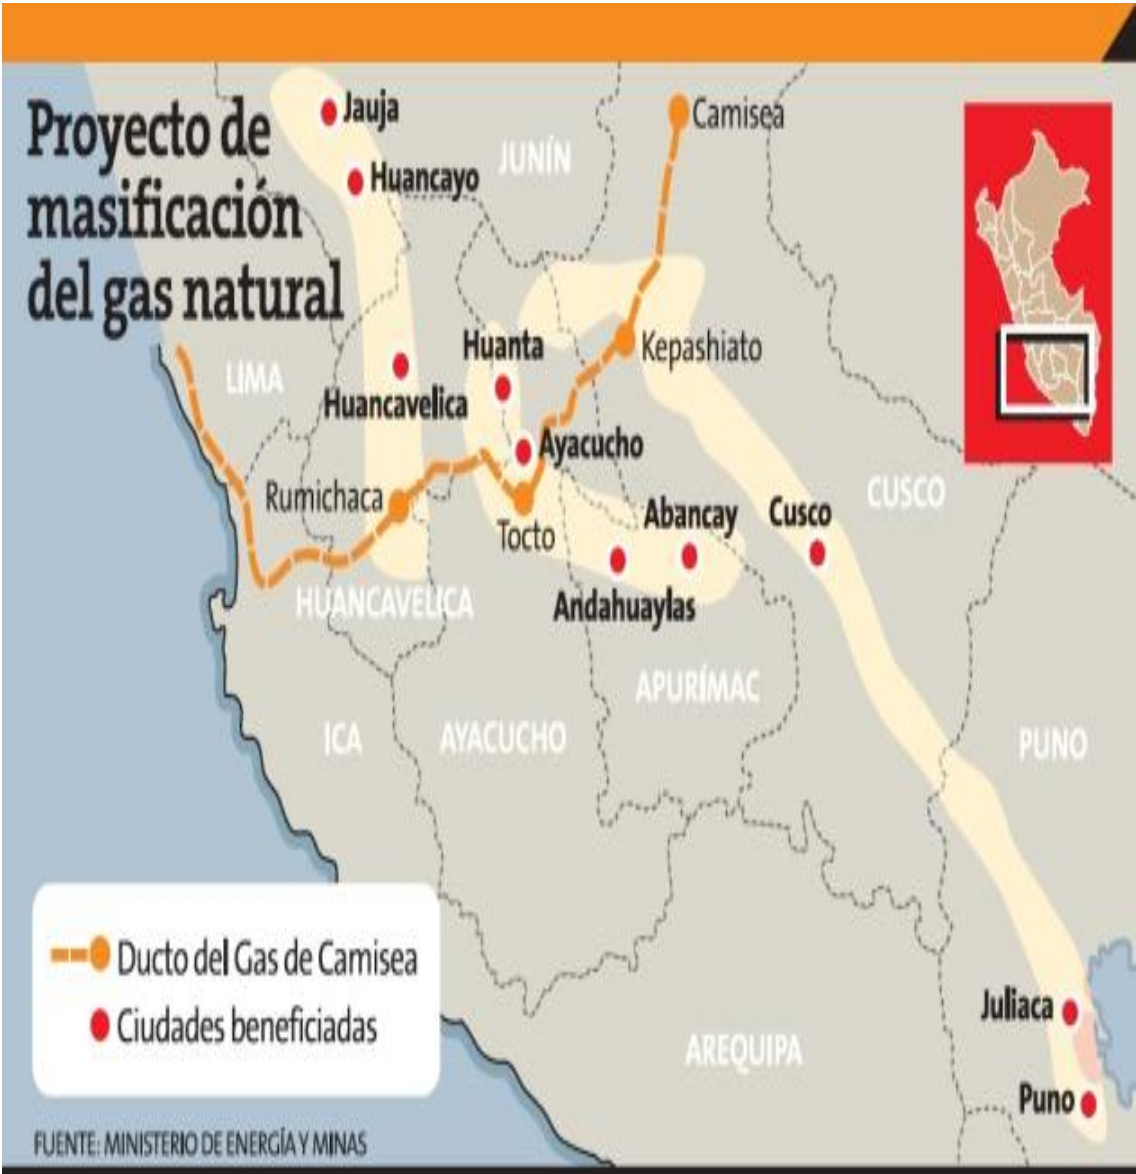 Proyecto de
masificación
del gas natural
Jauja
Huancayo
JUNÍN
Camisea
LIMA
Huanta
Kepashiato
Huancavelica
Ayacucho
Rumichaca
Tocto
Abancay
Cusco
CUSCO
HUANCAVELICA
Andahuaylas
APURÍMAC
ICA
AYACUCHO
PUNO
Ducto del Gas de Camisea
Ciudades beneficiadas
Juliaca
AREQUIPA
Puno
FUENTE: MINISTERIO DE ENERGÍA Y MINAS